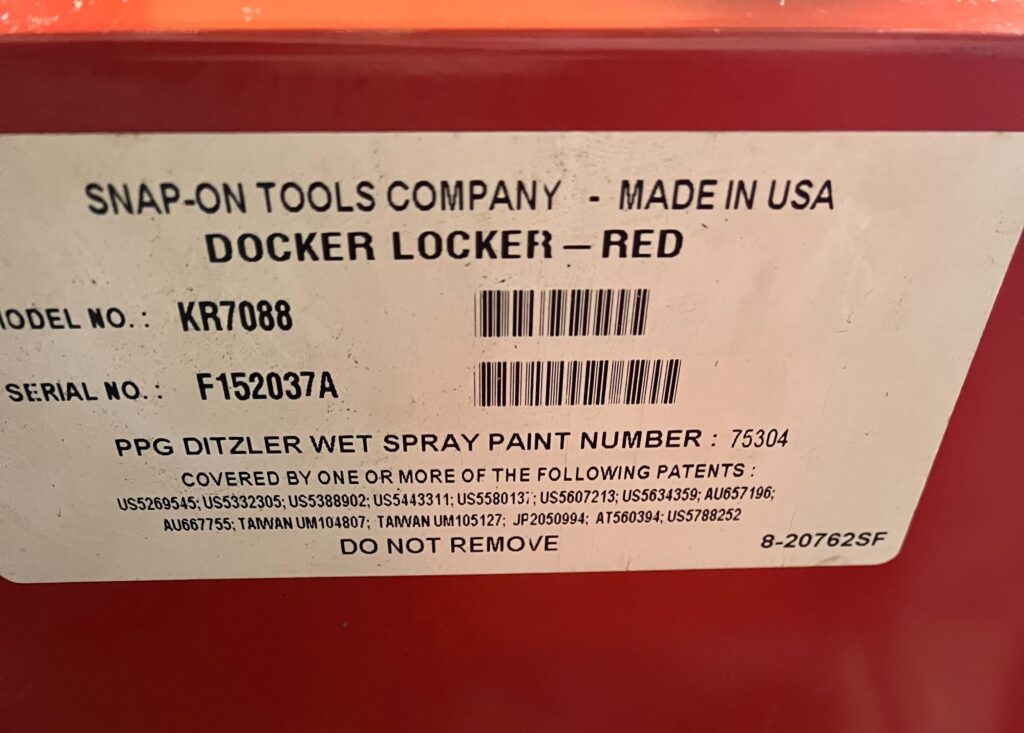 SNAP-ON TOOLS COMPANY - MADE IN USA
DOCKER LOCKER – RED
MODEL NO. : KR7088
SERIAL NO. : F152037A
PPG DITZLER WET SPRAY PAINT NUMBER : 75304
COVERED BY ONE OR MORE OF THE FOLLOWING PATENTS :
US5269545; US5332305; US5388902; US5443311; US5580137; US5607213; US5634359; AU657196;
AU667755; TAIWAN UM104807; TAIWAN UM105127; JP2050994; AT560394; US5788252
DO NOT REMOVE
8-20762SF